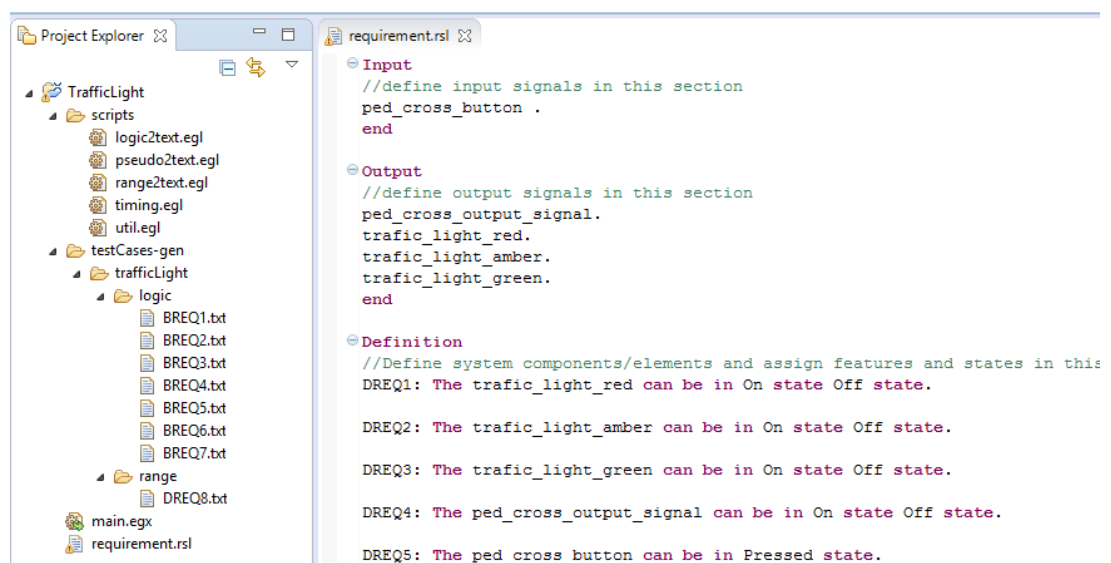 Project Explorer
TrafficLight
scripts
logic2text.egl
pseudo2text.egl
range2text.egl
timing.egl
util.egl
testCases-gen
trafficLight
logic
BREQ1.txt
BREQ2.txt
BREQ3.txt
BREQ4.txt
BREQ5.txt
BREQ6.txt
BREQ7.txt
range
DREQ8.txt
main.egx
requirement.rsl
requirement.rsl
Input
//define input signals in this section
ped_cross_button .
end
Output
//define output signals in this section
ped_cross_output_signal.
trafic_light_red.
trafic_light_amber.
trafic_light_green.
end
Definition
//Define system components/elements and assign features and states in this
DREQ1: The trafic_light_red can be in On state Off state.
DREQ2: The trafic_light_amber can be in On state Off state.
DREQ3: The trafic_light_green can be in On state Off state.
DREQ4: The ped_cross_output_signal can be in On state Off state.
DREQ5: The ped cross button can be in Pressed state.